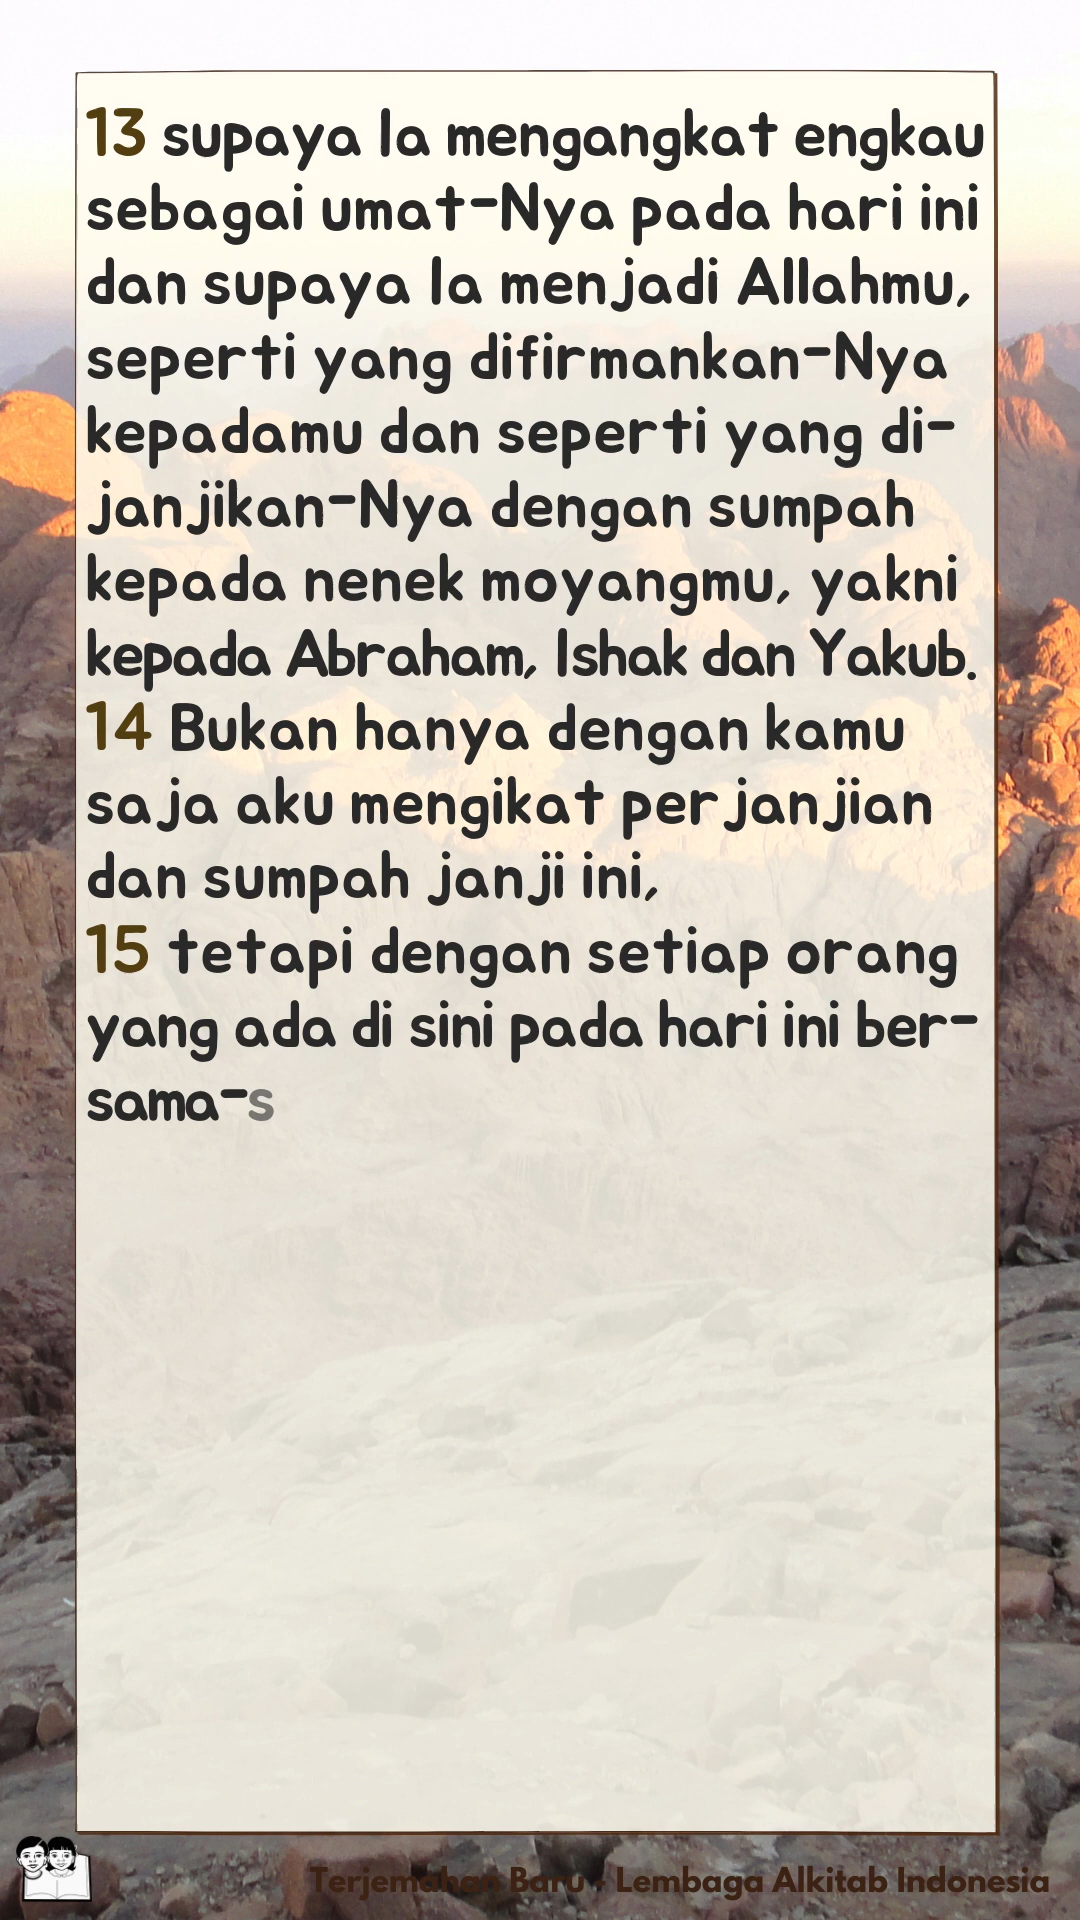 13 supaya Ia mengangkat engkau
sebagai umat-Nya pada hari ini
dan supaya Ia menjadi Allahmu,
seperti yang difirmankan-Nya
kepadamu dan seperti yang di-
janjikan-Nya dengan sumpah
kepada nenek moyangmu, yakni
kepada Abraham, Ishak dan Yakub.
14 Bukan hanya dengan kamu
saja aku mengikat perjanjian
dan sumpah janji ini,
15 tetapi dengan setiap orang
yang ada di sini pada hari ini ber-
sama-s
Terjemahan Baru - Lembaga Alkitab Indonesia